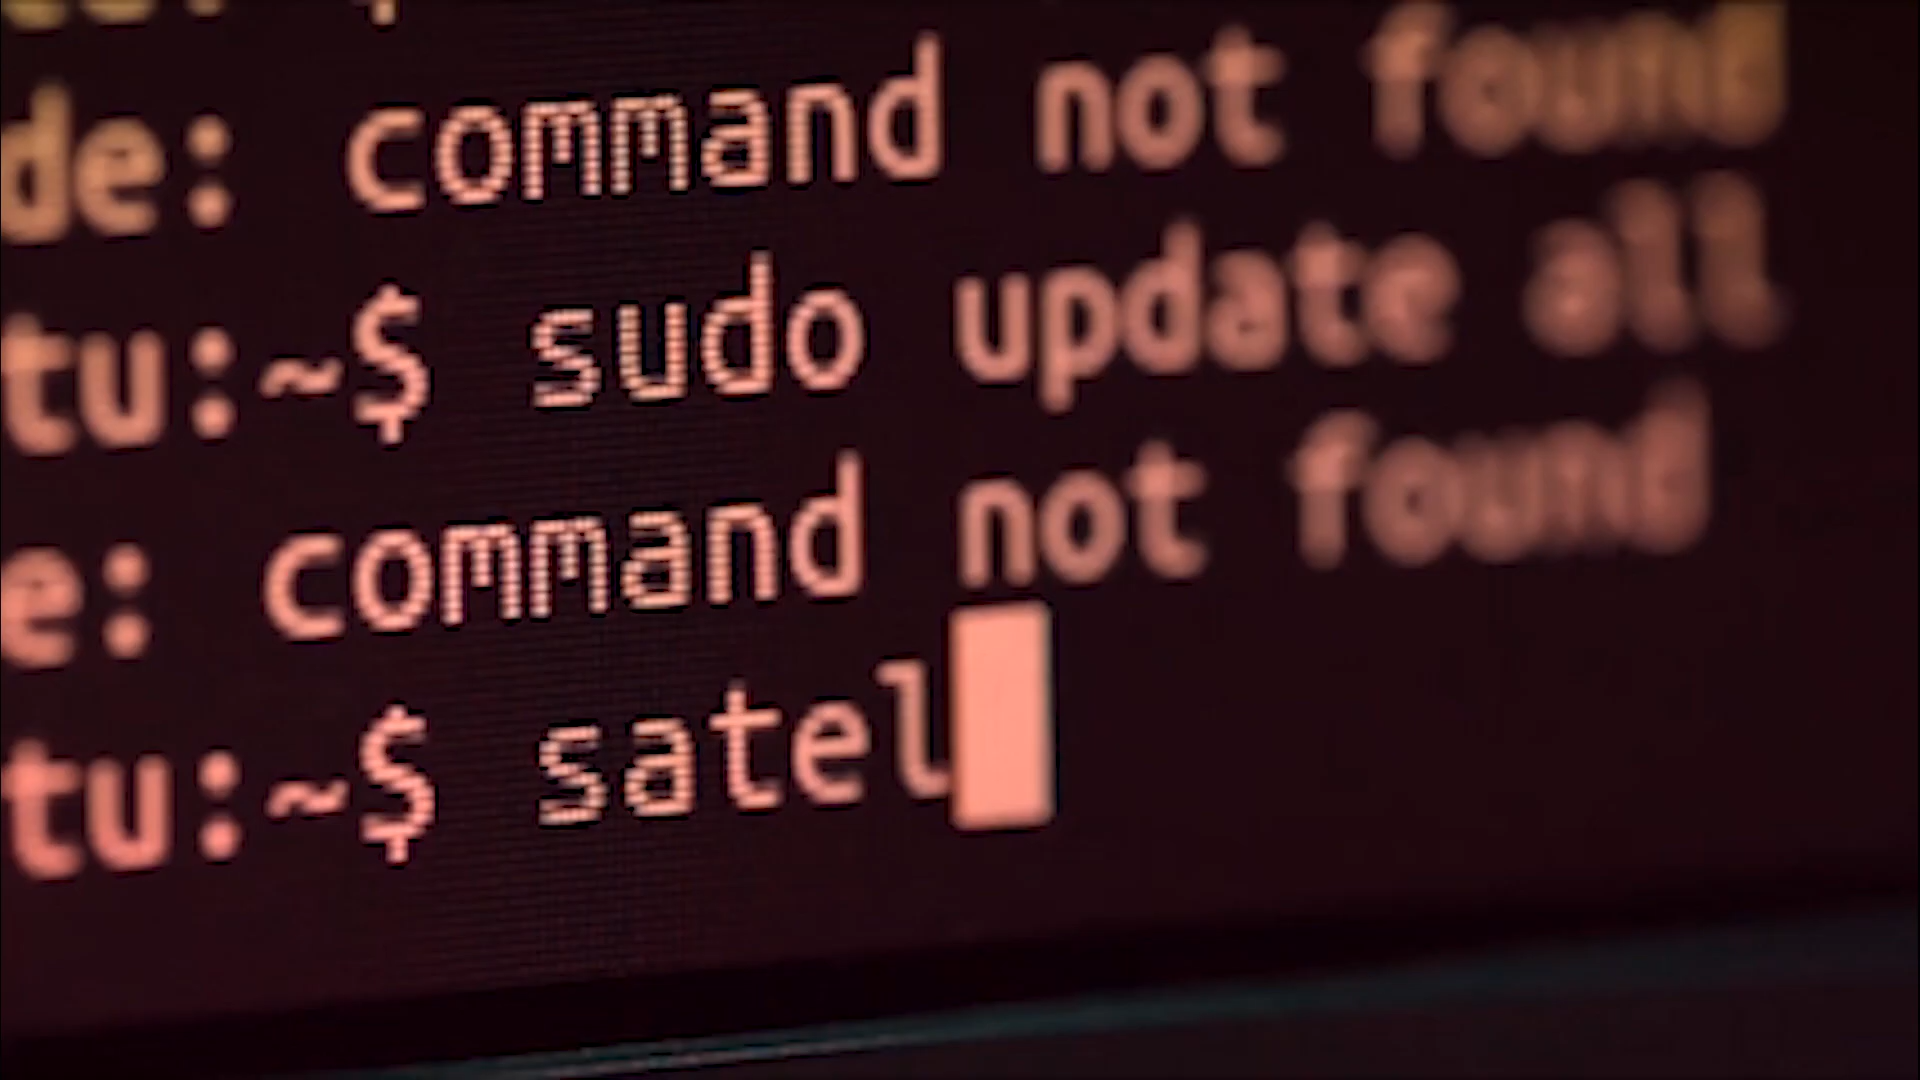 de: command not found
tu:~$ sudo update all
e: command not found
tu:~$ satel